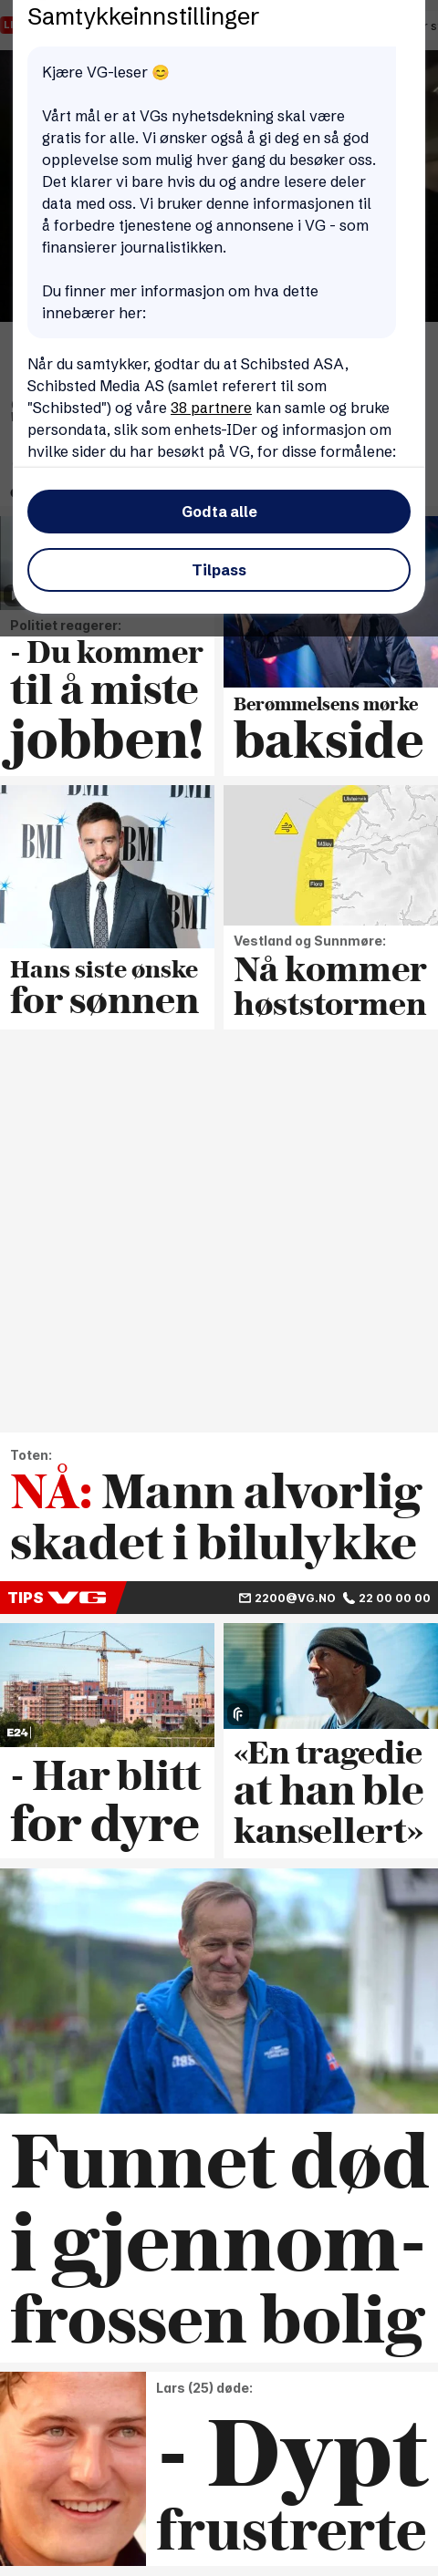 Samtykkeinnstillinger
Kjære VG-leser 😊
Vårt mål er at VGs nyhetsdekning skal være
gratis for alle. Vi ønsker også å gi deg en så god
opplevelse som mulig hver gang du besøker oss.
Det klarer vi bare hvis du og andre lesere deler
data med oss. Vi bruker denne informasjonen til
å forbedre tjenestene og annonsene i VG - som
finansierer journalistikken.
Du finner mer informasjon om hva dette
innebærer her:
Når du samtykker, godtar du at Schibsted ASA,
Schibsted Media AS (samlet referert til som
"Schibsted") og våre 38 partnere kan samle og bruke
persondata, slik som enhets-IDer og informasjon om
hvilke sider du har besøkt på VG, for disse formålene:
Godta alle
Tilpass
Politiet reagerer:
- Du kommer
til å miste
jobben!
Berømmelsens mørke
bakside
BMI
BMI
BMI
Hans siste ønske
for sønnen
Måløy
Florø
Vestland og Sunnmøre:
Nå kommer
høststormen
Toten:
NÅ: Mann alvorlig
skadet i bilulykke
TIPS VG
2200@VG.NO 22 00 00 00
E24
- Har blitt
for dyre
«En tragedie
at han ble
kansellert»
Funnet død
i gjennom-
frossen bolig
Lars (25) døde:
- Dypt
frustrerte